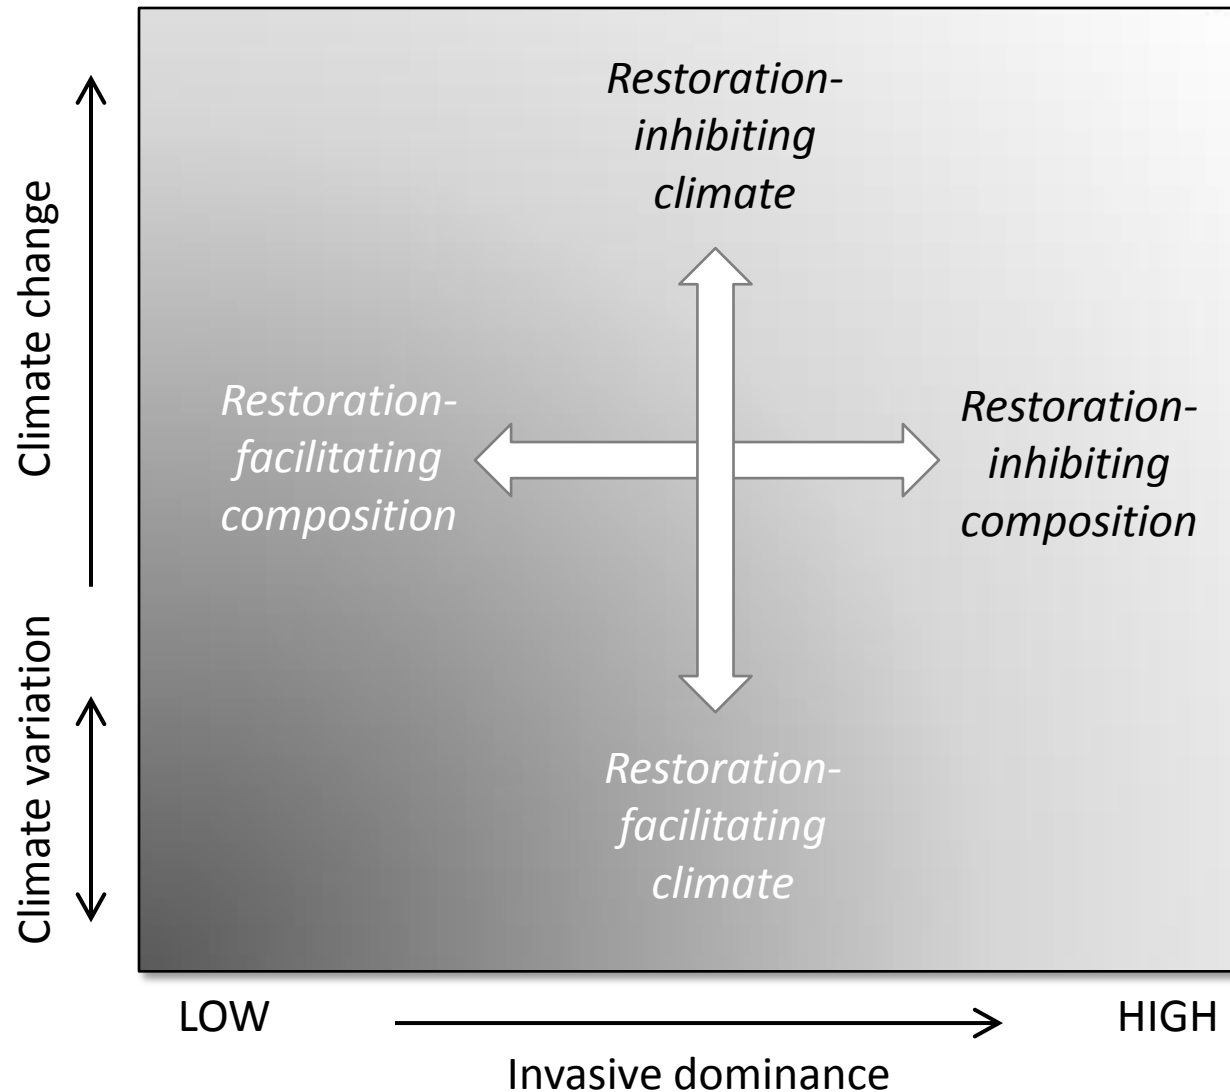 Restoration-
inhibiting
climate
Climate change
Restoration-
facilitating
composition
Restoration-
inhibiting
composition
Climate variation
Restoration-
facilitating
climate
LOW
HIGH
Invasive dominance